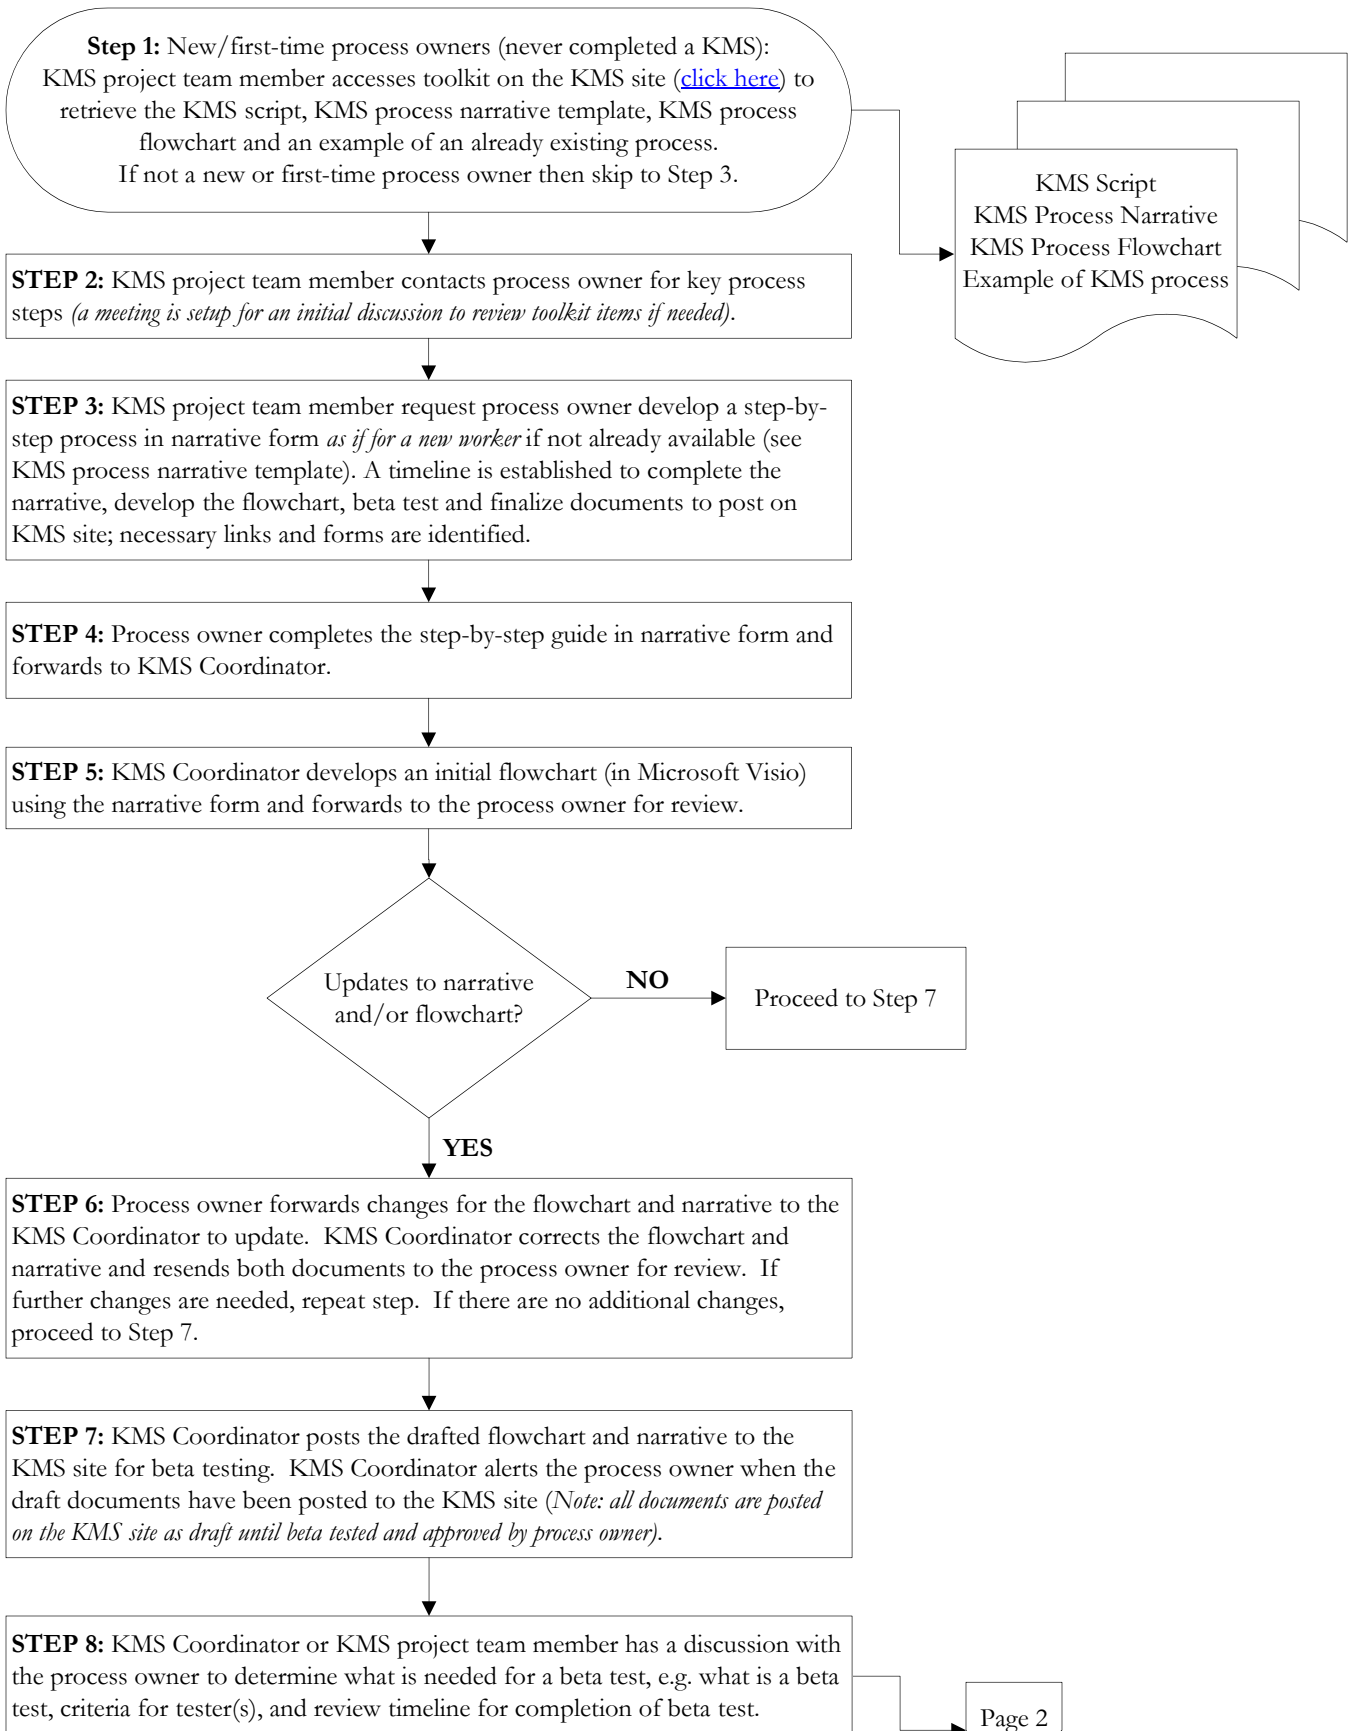 Step 1: New/first-time process owners (never completed a KMS):
KMS project team member accesses toolkit on the KMS site (click here) to
retrieve the KMS script, KMS process narrative template, KMS process
flowchart and an example of an already existing process.
If not a new or first-time process owner then skip to Step 3.
KMS Script
KMS Process Narrative
KMS Process Flowchart
Example of KMS process
STEP 2: KMS project team member contacts process owner for key process
steps (a meeting is setup for an initial discussion to review toolkit items if needed).
STEP 3: KMS project team member request process owner develop a step-by-
step process in narrative form as if for a new worker if not already available (see
KMS process narrative template). A timeline is established to complete the
narrative, develop the flowchart, beta test and finalize documents to post on
KMS site; necessary links and forms are identified.
STEP 4: Process owner completes the step-by-step guide in narrative form and
forwards to KMS Coordinator.
STEP 5: KMS Coordinator develops an initial flowchart (in Microsoft Visio)
using the narrative form and forwards to the process owner for review.
Updates to narrative
and/or flowchart?
NO
Proceed to Step 7
YES
STEP 6: Process owner forwards changes for the flowchart and narrative to the
KMS Coordinator to update.  KMS Coordinator corrects the flowchart and
narrative and resends both documents to the process owner for review.  If
further changes are needed, repeat step.  If there are no additional changes,
proceed to Step 7.
STEP 7: KMS Coordinator posts the drafted flowchart and narrative to the
KMS site for beta testing.  KMS Coordinator alerts the process owner when the
draft documents have been posted to the KMS site (Note: all documents are posted
on the KMS site as draft until beta tested and approved by process owner).
STEP 8: KMS Coordinator or KMS project team member has a discussion with
the process owner to determine what is needed for a beta test, e.g. what is a beta
test, criteria for tester(s), and review timeline for completion of beta test.
Page 2